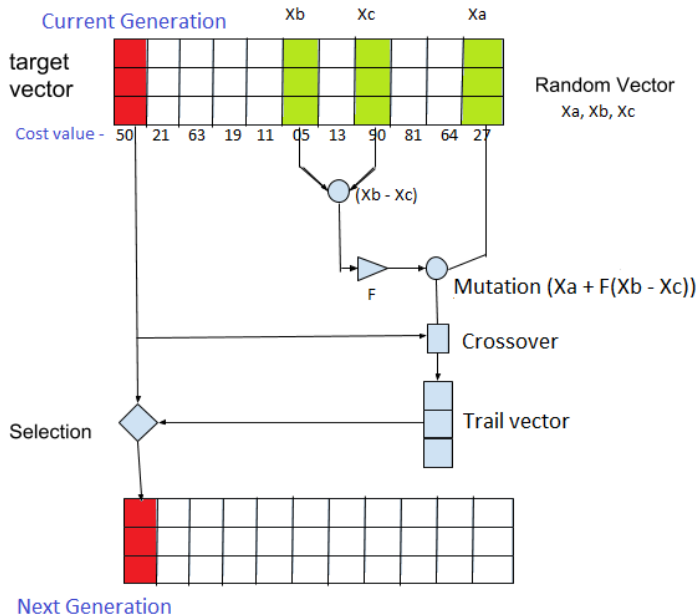 Current Generation
Xb Xc Xa
target
vector
Random Vector
Xa, Xb, Xc
Cost value - 50 21 63 19 11 05 13 90 81 64 27
(Xb - Xc)
F
Mutation (Xa + F(Xb - Xc))
Crossover
Trail vector
Selection
Next Generation